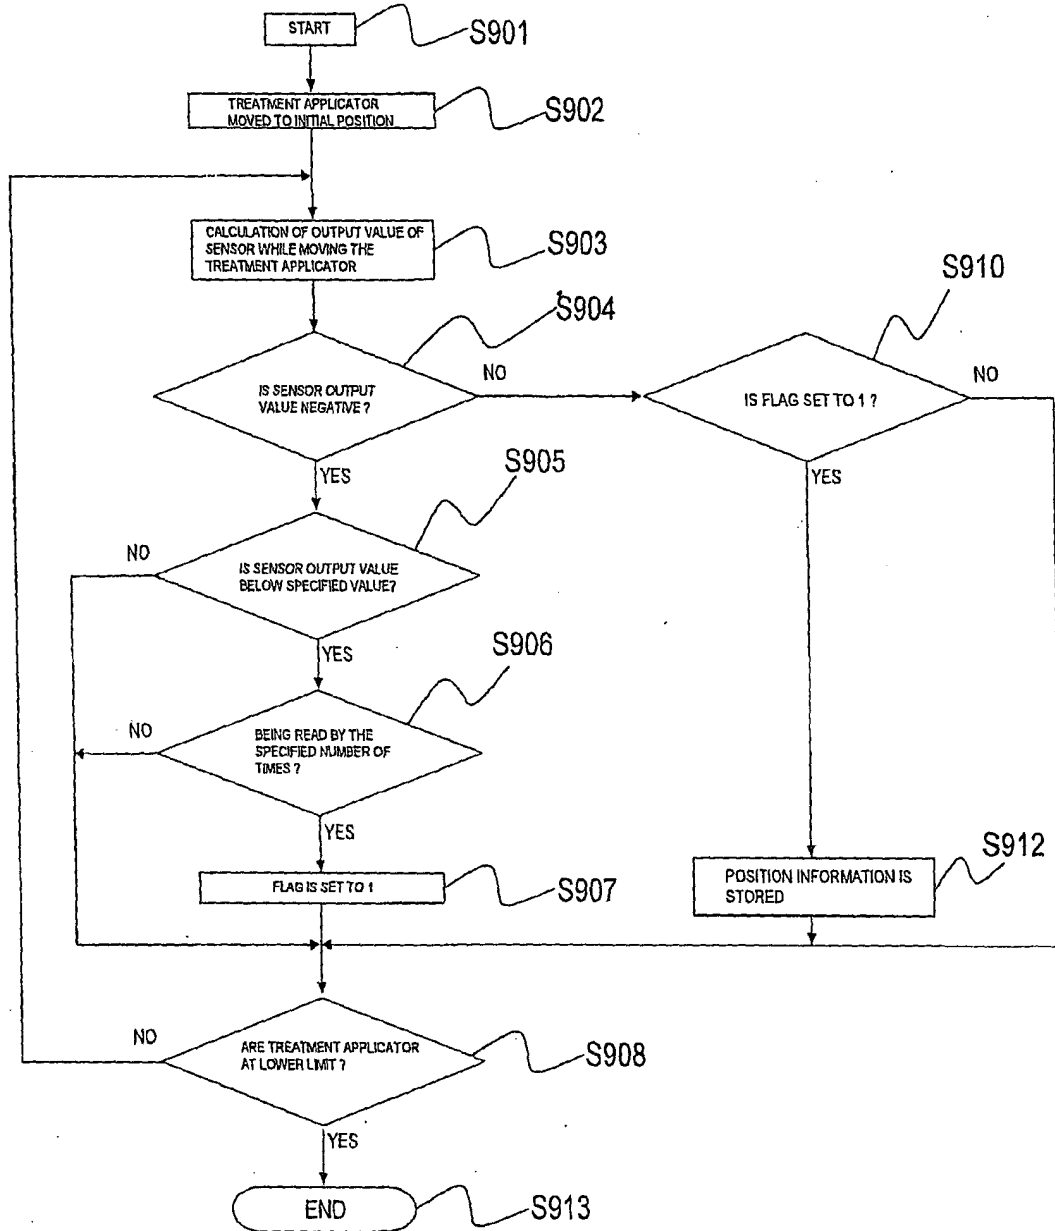 START
S901
TREATMENT APPLICATOR
MOVED TO INITIAL POSITION
S902
CALCULATION OF OUTPUT VALUE OF
SENSOR WHILE MOVING THE
TREATMENT APPLICATOR
S903
S904
IS SENSOR OUTPUT
VALUE NEGATIVE ?
NO
YES
S910
IS FLAG SET TO 1 ?
NO
YES
S905
NO
IS SENSOR OUTPUT VALUE
BELOW SPECIFIED VALUE?
YES
S906
NO
BEING READ BY THE
SPECIFIED NUMBER OF
TIMES ?
YES
FLAG IS SET TO 1
S907
S912
POSITION INFORMATION IS
STORED
NO
ARE TREATMENT APPLICATOR
AT LOWER LIMIT ?
S908
YES
END
S913